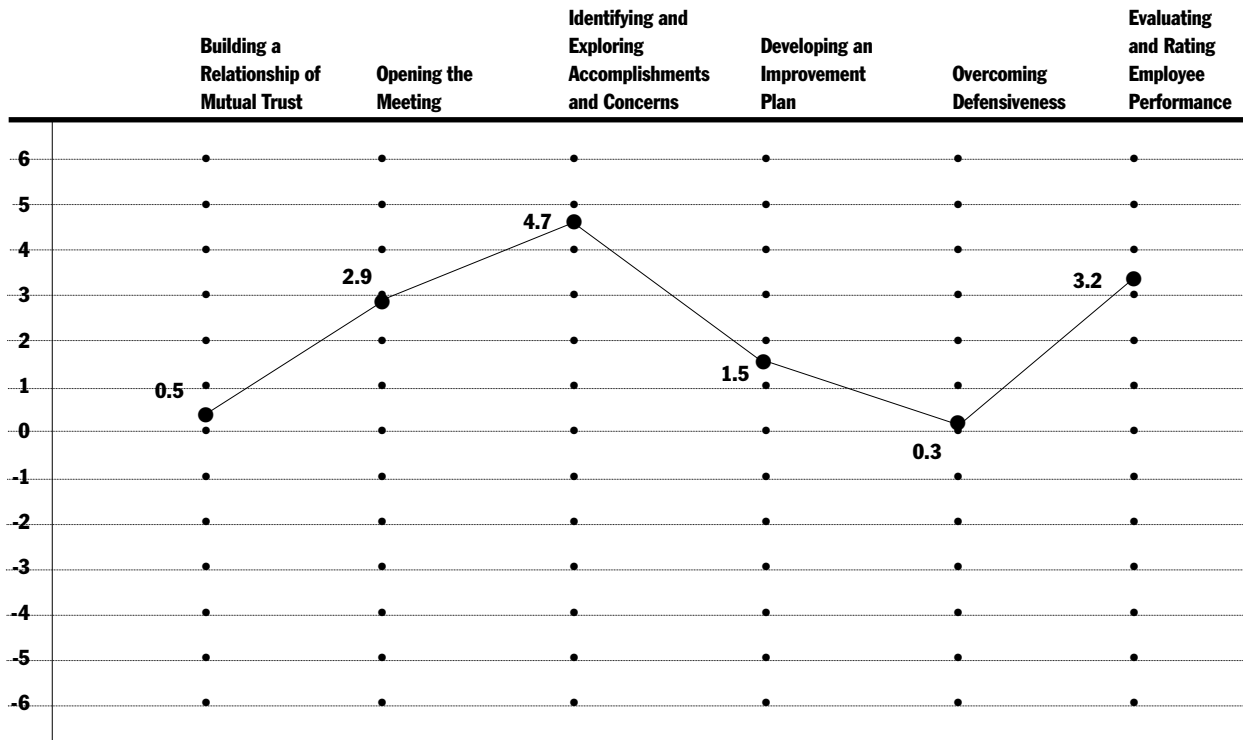 Building a
Relationship of
Mutual Trust
Opening the
Meeting
Identifying and
Exploring
Accomplishments
and Concerns
Developing an
Improvement
Plan
Overcoming
Defensiveness
Evaluating
and Rating
Employee
Performance
6
5
4.7
4
2.9
3.2
3
2
1.5
0.5
1
0
0.3
-1
-2
-3
-4
-5
-6